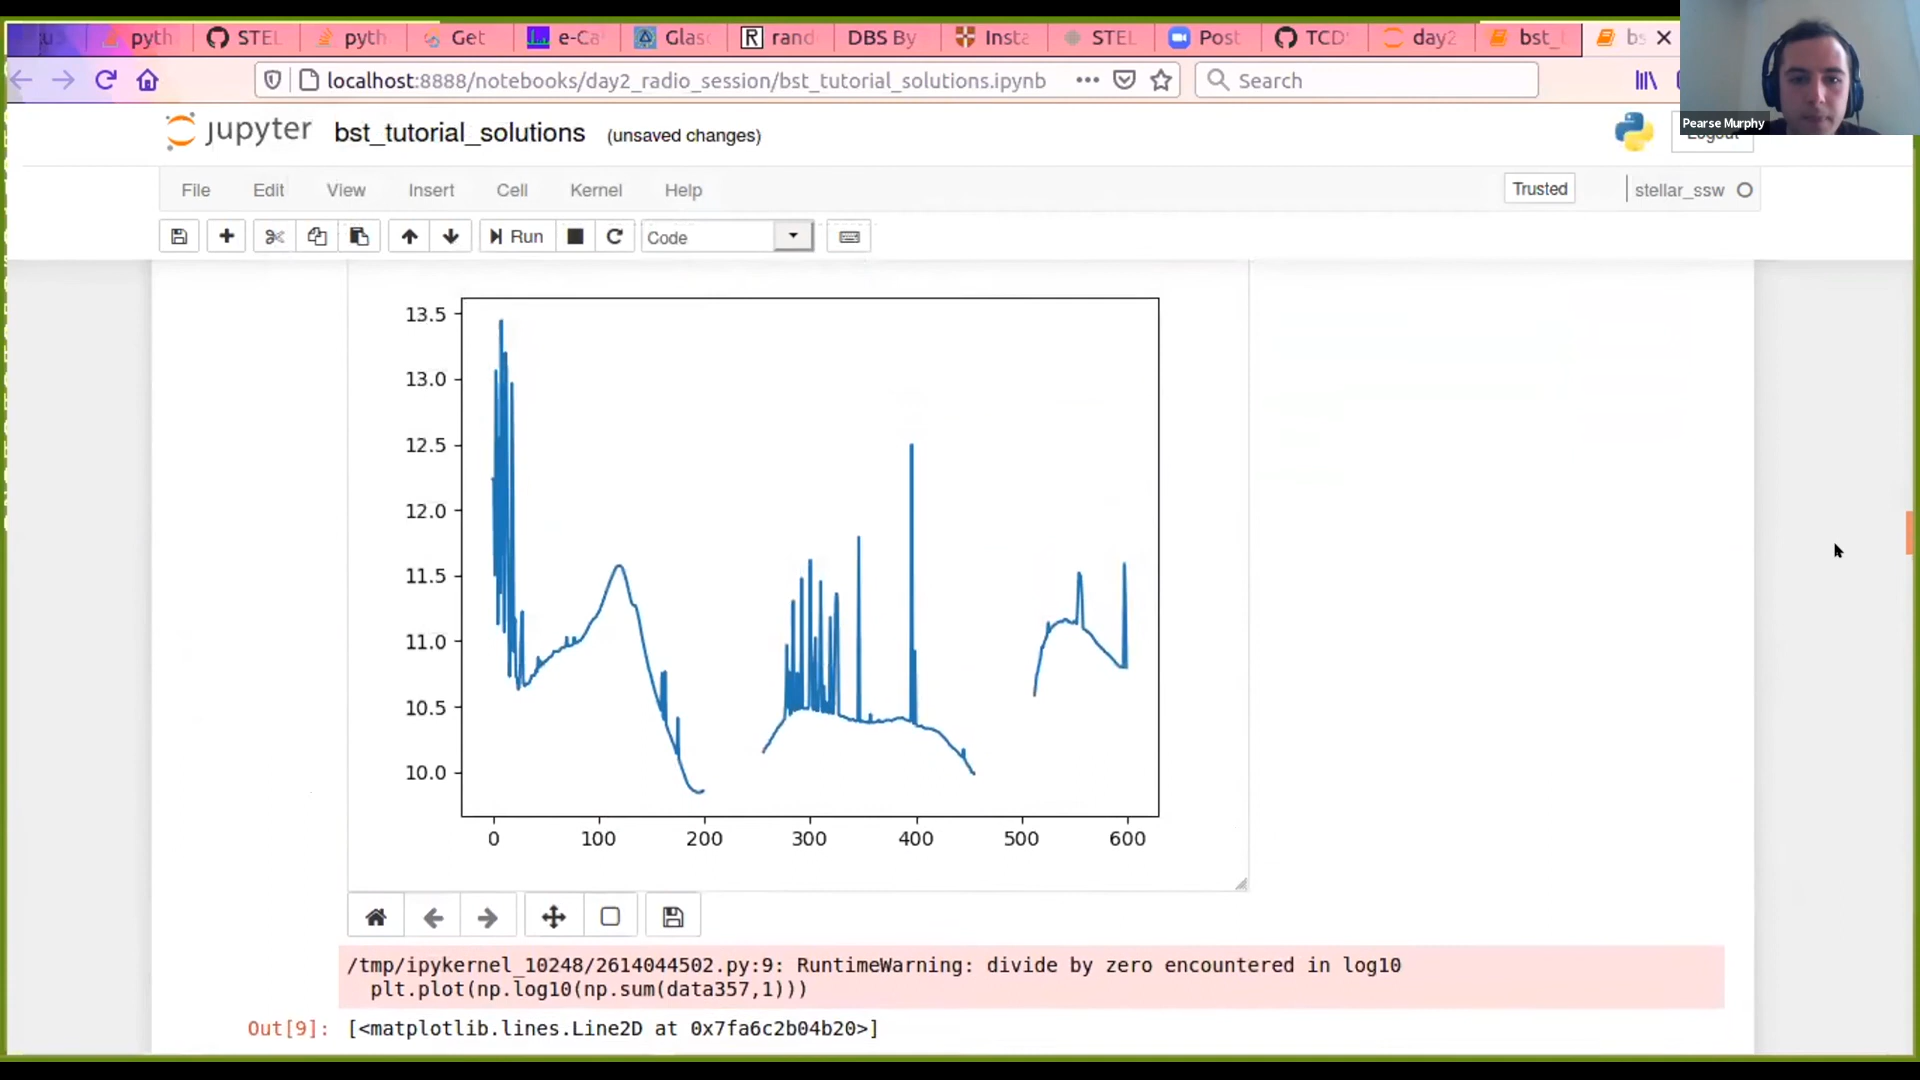 pyth STEL pyth Get e-Ca Glas rand DBS By Insta STEL Post TCD' day2 bst_ bs
localhost:8888/notebooks/day2_radio_session/bst_tutorial_solutions.ipynb Search
Pearse Murphy
jupyter bst_tutorial_solutions (unsaved changes) Logout
File Edit View Insert Cell Kernel Help Trusted stellar_ssw
Run Code
13.5
13.0
12.5
12.0
11.5
11.0
10.5
10.0
0 100 200 300 400 500 600
/tmp/ipykernel_10248/2614044502.py:9: RuntimeWarning: divide by zero encountered in log10
plt.plot(np.log10(np.sum(data357,1)))
Out[9]: [<matplotlib.lines.Line2D at 0x7fa6c2b04b20>]